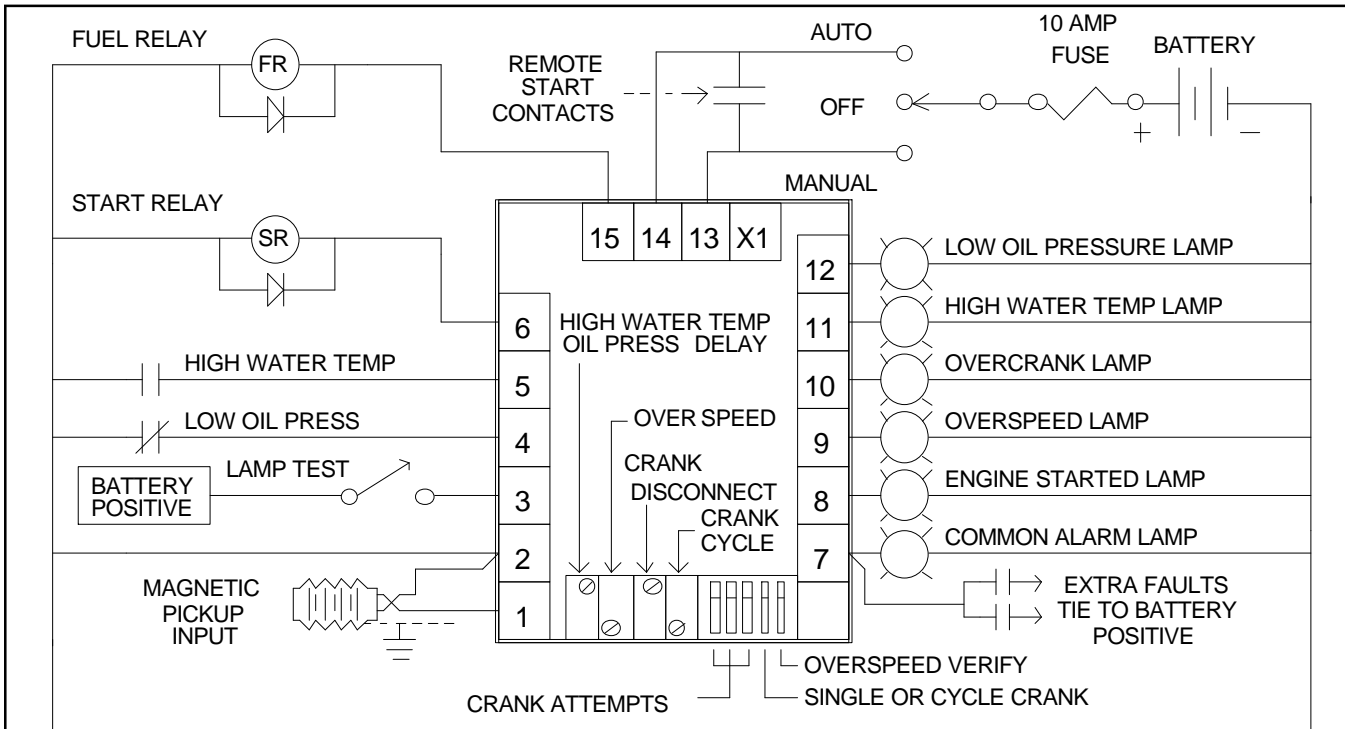 FUEL RELAY
FR
REMOTE
START
CONTACTS
AUTO
OFF
MANUAL
10 AMP
FUSE
BATTERY
+
−
START RELAY
SR
15 14 13 X1
12
LOW OIL PRESSURE LAMP
6
HIGH WATER TEMP
OIL PRESS DELAY
11
HIGH WATER TEMP LAMP
HIGH WATER TEMP
5
10
OVERCRANK LAMP
LOW OIL PRESS
4
OVER SPEED
9
OVERSPEED LAMP
BATTERY
POSITIVE
LAMP TEST
3
CRANK
DISCONNECT
CRANK
CYCLE
8
ENGINE STARTED LAMP
2
7
COMMON ALARM LAMP
MAGNETIC
PICKUP
INPUT
1
EXTRA FAULTS
TIE TO BATTERY
POSITIVE
OVERSPEED VERIFY
SINGLE OR CYCLE CRANK
CRANK ATTEMPTS